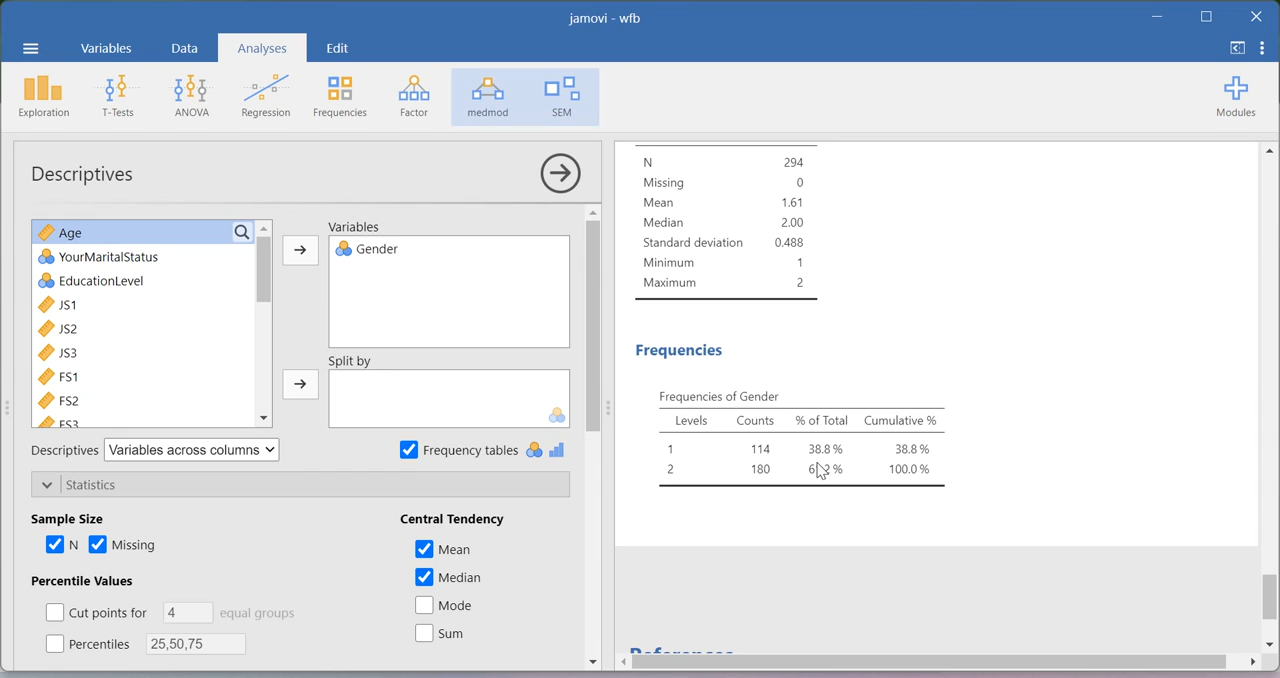 jamovi - wfb
Variables Data Analyses Edit
Exploration T-Tests ANOVA Regression Frequencies Factor medmod SEM Modules
Descriptives
Age
YourMaritalStatus
EducationLevel
JS1
JS2
JS3
FS1
FS2
FS3
Variables
Gender
Split by
Descriptives Variables across columns Frequency tables
Statistics
Sample Size
N Missing
Percentile Values
Cut points for 4 equal groups
Percentiles 25,50,75
Central Tendency
Mean
Median
Mode
Sum
N 294
Missing 0
Mean 1.61
Median 2.00
Standard deviation 0.488
Minimum 1
Maximum 2
Frequencies
Frequencies of Gender
Levels Counts % of Total Cumulative %
1 114 38.8 % 38.8 %
2 180 % 100.0 %
References